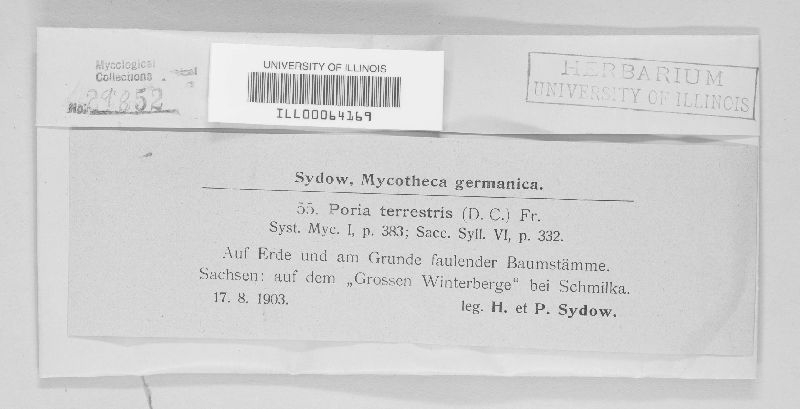 Mycological
Collections
No. 29852
UNIVERSITY OF ILLINOIS
ILL00064169
HERBARIUM
UNIVERSITY OF ILLINOIS
Sydow, Mycotheca germanica.
55. Poria terrestris (D. C.) Fr.
Syst. Myc. I, p. 383; Sacc. Syll. VI, p. 332.
Auf Erde und am Grunde faulender Baumstämme.
Sachsen: auf dem „Grossen Winterberge“ bei Schmilka.
17. 8. 1903. leg. H. et P. Sydow.